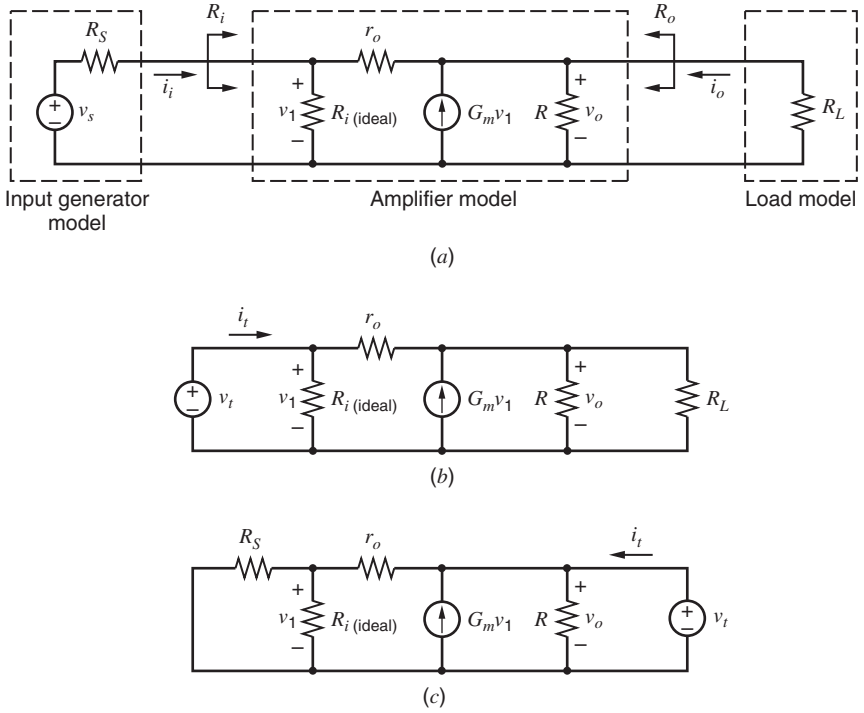 R_i R_o
R_S r_o
i_i i_o
+ + +
v_s v_1 R_i (ideal) G_m v_1 R v_o R_L
− − −
Input generator
model
Amplifier model
Load model
(a)
i_t r_o
+ + +
v_t v_1 R_i (ideal) G_m v_1 R v_o R_L
− − −
(b)
R_S r_o i_t
+ + +
v_1 R_i (ideal) G_m v_1 R v_o v_t
− − −
(c)